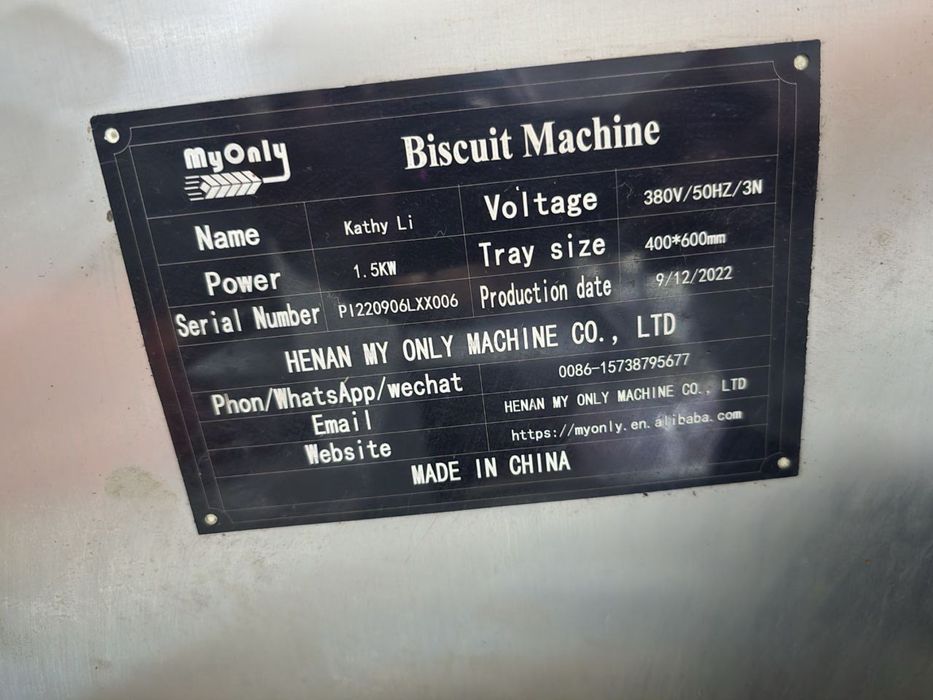 MyOnly
Biscuit Machine
Name Kathy Li Voltage 380V/50HZ/3N
Power 1.5KW Tray size 400*600mm
Serial Number PI220906LXX006 Production date 9/12/2022
HENAN MY ONLY MACHINE CO., LTD
Phon/WhatsApp/wechat 0086-15738795677
Email HENAN MY ONLY MACHINE CO., LTD
Website https://myonly.en.alibaba.com
MADE IN CHINA